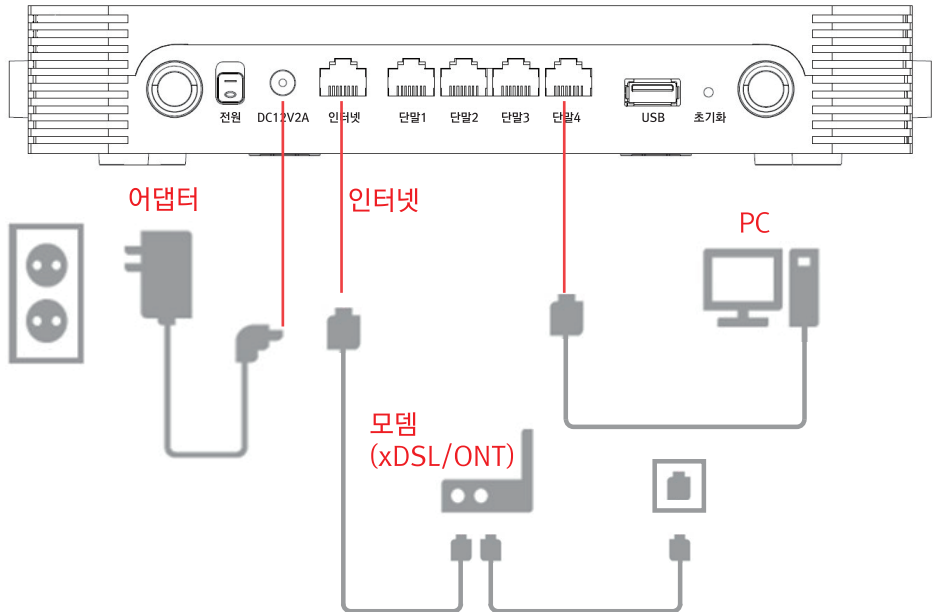 전원
DC12V2A
인터넷
단말1
단말2
단말3
단말4
USB
초기화
어댑터
인터넷
PC
모뎀
(xDSL/ONT)